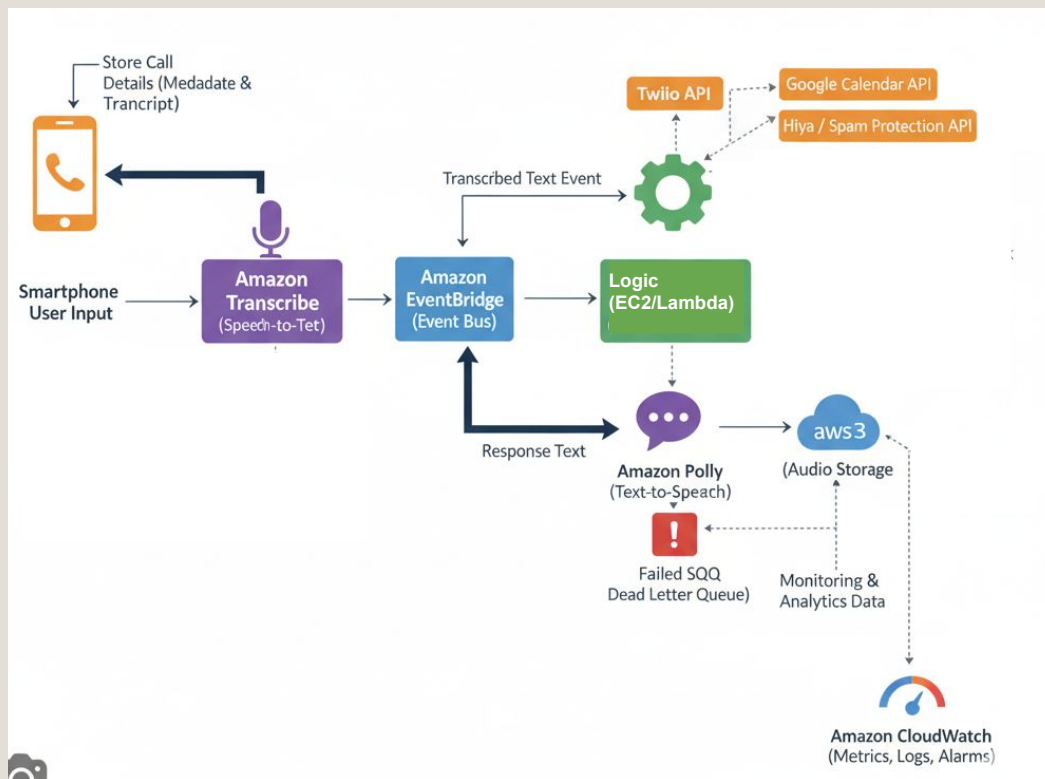 Store Call
Details (Medadate &
Trancript)
Twiio API
Google Calendar API
Hiya / Spam Protection API
Transcrbed Text Event
Smartphone
User Input
Amazon
Transcribe
(Speedn-to-Tet)
Amazon
EventBridge
(Event Bus)
Logic
(EC2/Lambda)
Response Text
Amazon Polly
(Text-to-Speach)
aws3
(Audio Storage
Failed SQQ
Dead Letter Queue)
Monitoring &
Analytics Data
Amazon CloudWatch
(Metrics, Logs, Alarms)